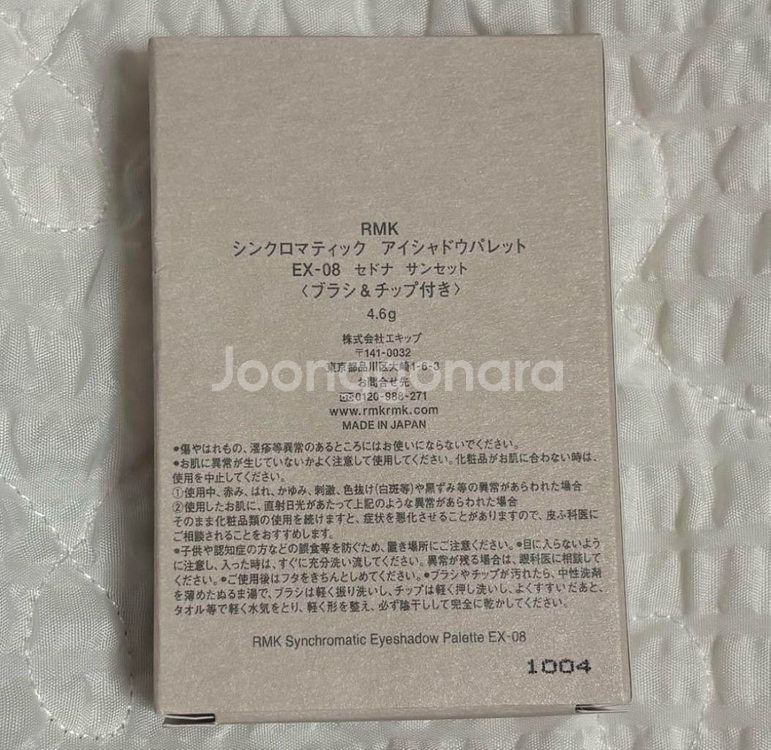 RMK
シンクロマティック アイシャドウパレット
EX-08 セドナ サンセット
〈ブラシ&チップ付き〉
4.6g
株式会社エキップ
〒141-0032
東京都品川区大崎1-6-3
Joongonara
お問合せ先
0120-988-271
www.rmkrmk.com
MADE IN JAPAN
●傷やはれもの、湿疹等異常のあるところにはお使いにならないでください。
●お肌に異常が生じていないかよく注意して使用してください。化粧品がお肌に合わない時は、
使用を中止してください。
①使用中、赤み、はれ、かゆみ、刺激、色抜け(白斑等)や黒ずみ等の異常があらわれた場合
②使用したお肌に、直射日光があたって上記のような異常があらわれた場合
そのまま化粧品類の使用を続けますと、症状を悪化させることがありますので、皮ふ科医に
ご相談されることをおすすめします。
●子供や認知症の方などの誤食等を防ぐため、置き場所にご注意ください。●目に入らないよう
に注意し、入った時は、すぐに充分洗い流してください。異常が残る場合は、眼科医に相談して
ください。●ご使用後はフタをきちんとしめてください。●ブラシやチップが汚れたら、中性洗剤
を薄めたぬるま湯で、ブラシは軽く振り洗いし、チップは軽く押し洗いし、よくすすいだあと、
タオル等で軽く水気をとり、軽く形を整え、必ず陰干しして完全に乾かしてください。
RMK Synchromatic Eyeshadow Palette EX-08
1004